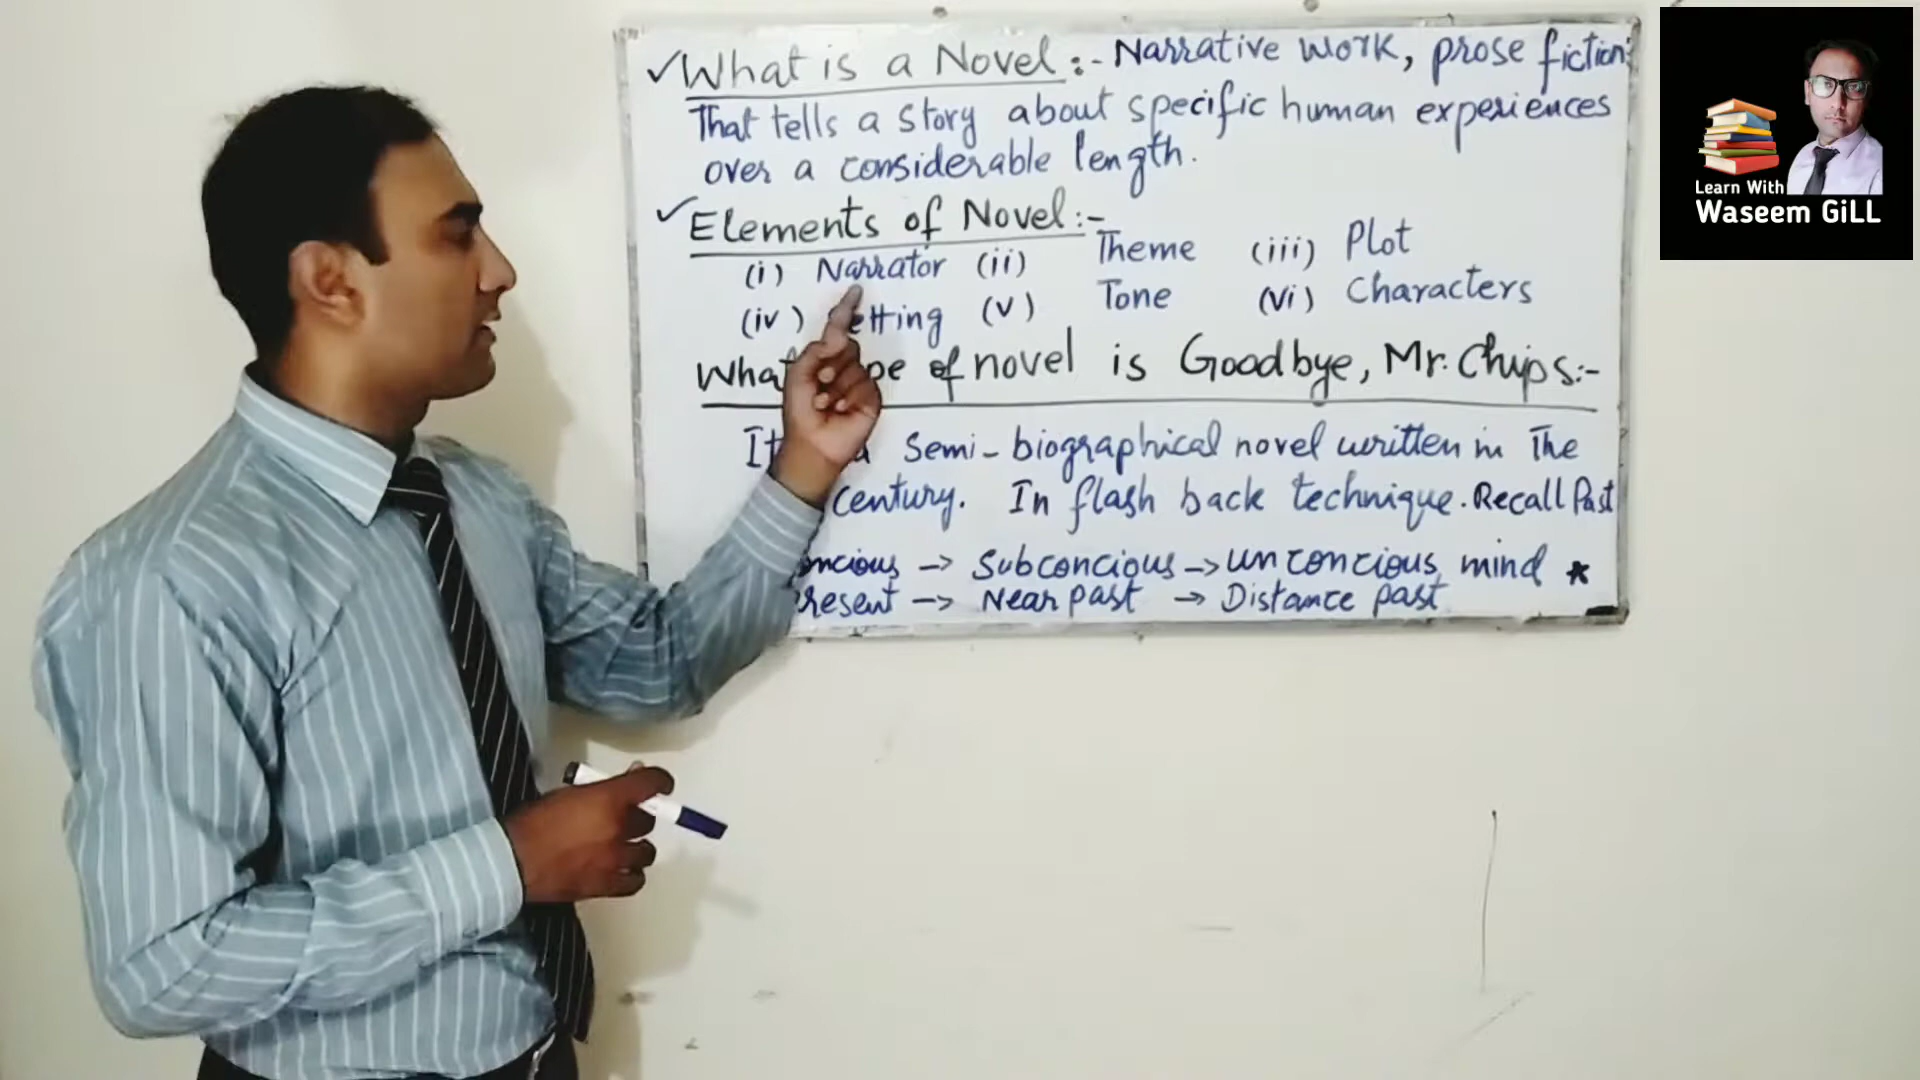 ✓ What is a Novel :- Narrative work, prose fiction
That tells a story about specific human experiences
over a considerable length.
✓ Elements of Novel :-
(i) Narrator (ii) Theme (iii) Plot
(iv) Setting (v) Tone (vi) Characters
of novel is Goodbye, Mr. Chips :-
Semi-biographical novel written in The
century. In flash back technique. Recall Past
→ Subconcious → unconcious mind *
→ Near past → Distance past
Learn With
Waseem GiLL